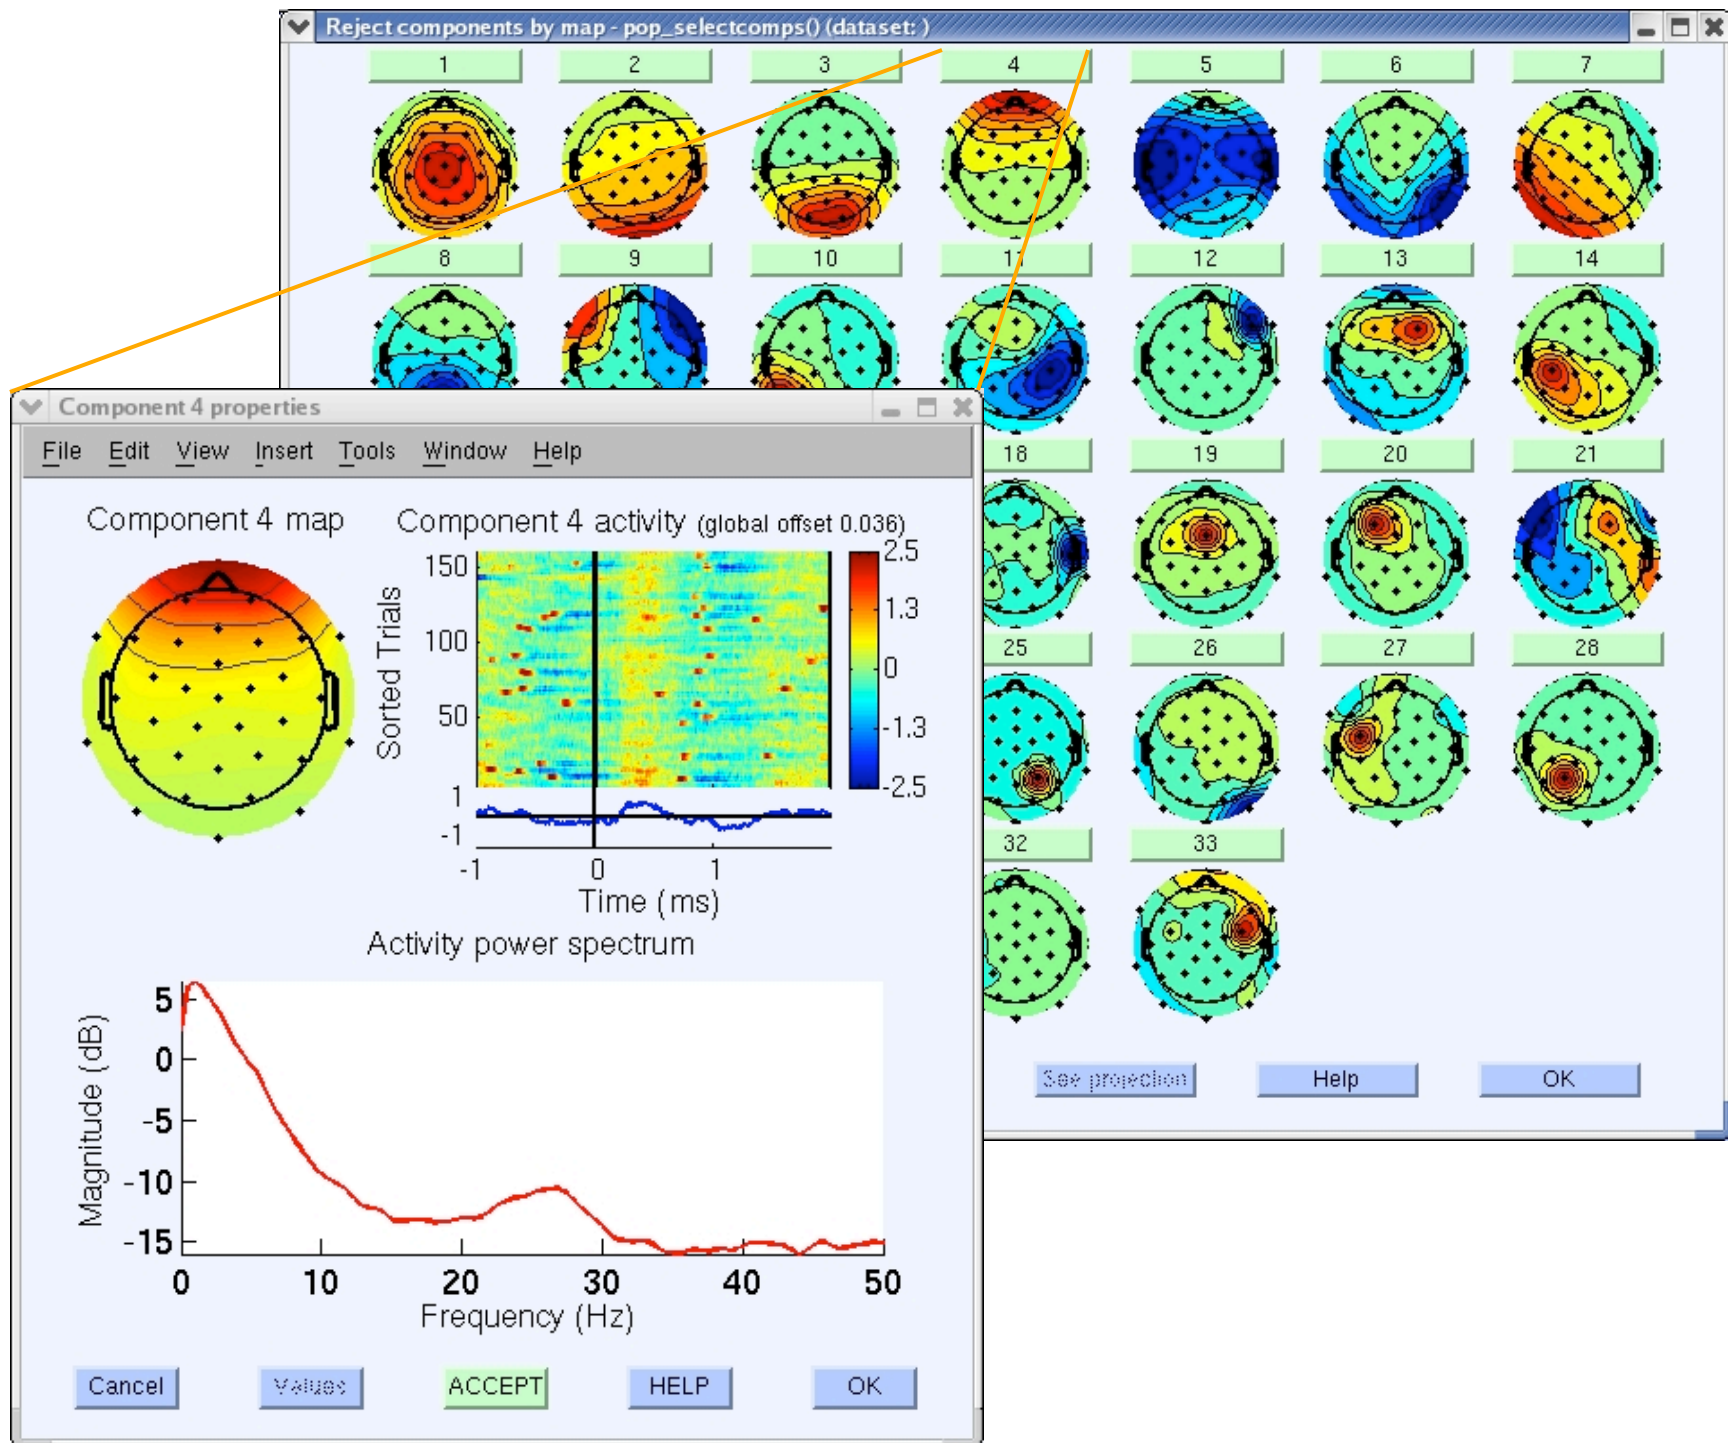 Reject components by map - pop_selectcomps() (dataset: )
1 2 3 4 5 6 7
8 9 10 11 12 13 14
18 19 20 21
25 26 27 28
32 33
See projection Help OK
Component 4 properties
File Edit View Insert Tools Window Help
Component 4 map
Component 4 activity (global offset 0.036)
Sorted Trials
150
100
50
2.5
1.3
0
-1.3
-2.5
1
-1
-1 0 1
Time (ms)
Activity power spectrum
Magnitude (dB)
5
0
-5
-10
-15
0 10 20 30 40 50
Frequency (Hz)
Cancel Values ACCEPT HELP OK